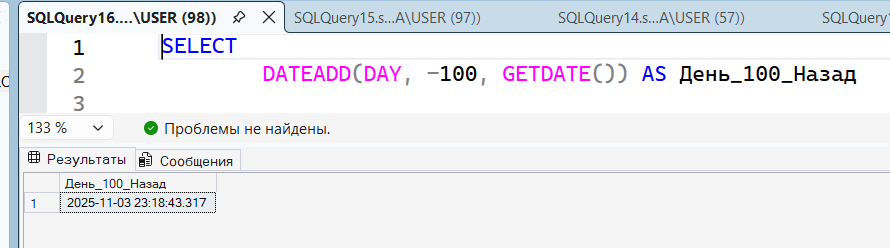 SQLQuery16....\USER (98))
SQLQuery15.s...A\USER (97))
SQLQuery14.s...A\USER (57))
SQLQuery1
1 SELECT
2 DATEADD(DAY, -100, GETDATE()) AS День_100_Назад
3
133 %
Проблемы не найдены.
Результаты
Сообщения
День_100_Назад
1 2025-11-03 23:18:43.317